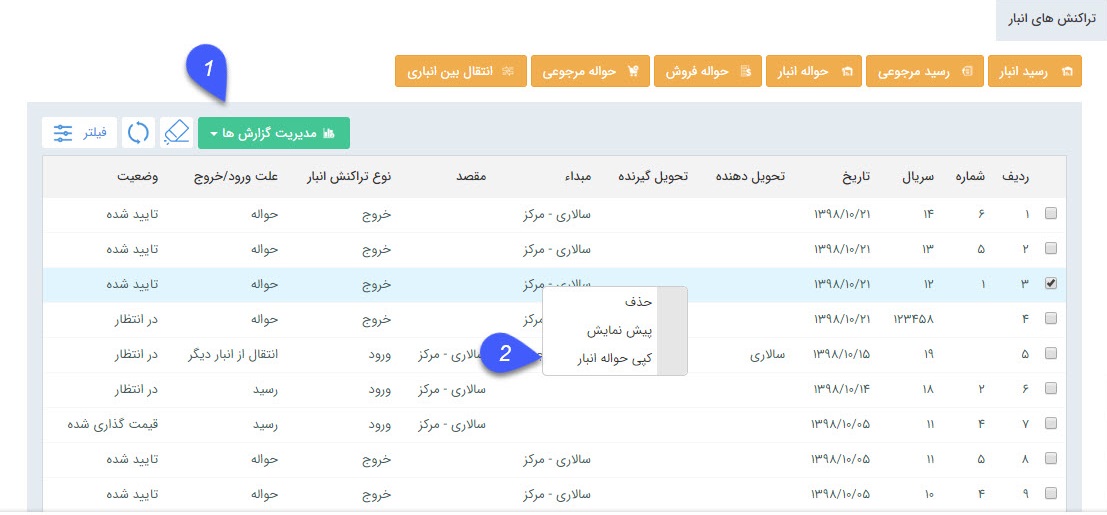 تراکنش های انبار
رسید انبار رسید مرجوعی حواله انبار حواله فروش حواله مرجوعی انتقال بین انباری
1
مدیریت گزارش ها فیلتر
ردیف شماره سریال تاریخ تحویل دهنده تحویل گیرنده مبداء مقصد نوع تراکنش انبار علت ورود/خروج وضعیت
۱ ۶ ۱۴ ۱۳۹۸/۱۰/۲۱ سالاری - مرکز خروج حواله تایید شده
۲ ۵ ۱۳ ۱۳۹۸/۱۰/۲۱ سالاری - مرکز خروج حواله تایید شده
۳ ۱ ۱۲ ۱۳۹۸/۱۰/۲۱ سالاری - مرکز خروج حواله تایید شده
حذف
۴ ۱۲۳۴۵۸ ۱۳۹۸/۱۰/۲۱ مرکز خروج حواله در انتظار
پیش نمایش
۵ ۱۹ ۱۳۹۸/۱۰/۱۵ سالاری سالاری - مرکز ورود انتقال از انبار دیگر در انتظار
کپی حواله انبار
2
۶ ۲ ۱۸ ۱۳۹۸/۱۰/۱۴ سالاری - مرکز ورود رسید در انتظار
۷ ۴ ۱۱ ۱۳۹۸/۱۰/۰۵ سالاری - مرکز ورود رسید قیمت گذاری شده
۸ ۵ ۱۱ ۱۳۹۸/۱۰/۰۵ سالاری - مرکز خروج حواله تایید شده
۹ ۴ ۱۰ ۱۳۹۸/۱۰/۰۵ سالاری - مرکز خروج حواله تایید شده